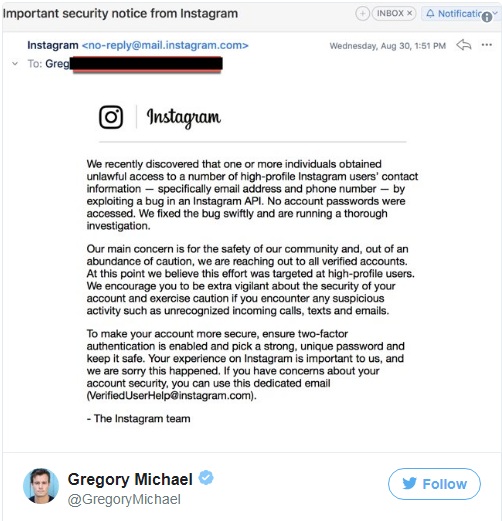 Important security notice from Instagram
INBOX ×
Instagram <no-reply@mail.instagram.com>
Wednesday, Aug 30, 1:51 PM
To: Greg
Instagram
We recently discovered that one or more individuals obtained
unlawful access to a number of high-profile Instagram users' contact
information — specifically email address and phone number — by
exploiting a bug in an Instagram API. No account passwords were
accessed. We fixed the bug swiftly and are running a thorough
investigation.
Our main concern is for the safety of our community and, out of an
abundance of caution, we are reaching out to all verified accounts.
At this point we believe this effort was targeted at high-profile users.
We encourage you to be extra vigilant about the security of your
account and exercise caution if you encounter any suspicious
activity such as unrecognized incoming calls, texts and emails.
To make your account more secure, ensure two-factor
authentication is enabled and pick a strong, unique password and
keep it safe. Your experience on Instagram is important to us, and
we are sorry this happened. If you have concerns about your
account security, you can use this dedicated email
(VerifiedUserHelp@instagram.com).
- The Instagram team
Gregory Michael
@GregoryMichael
Follow